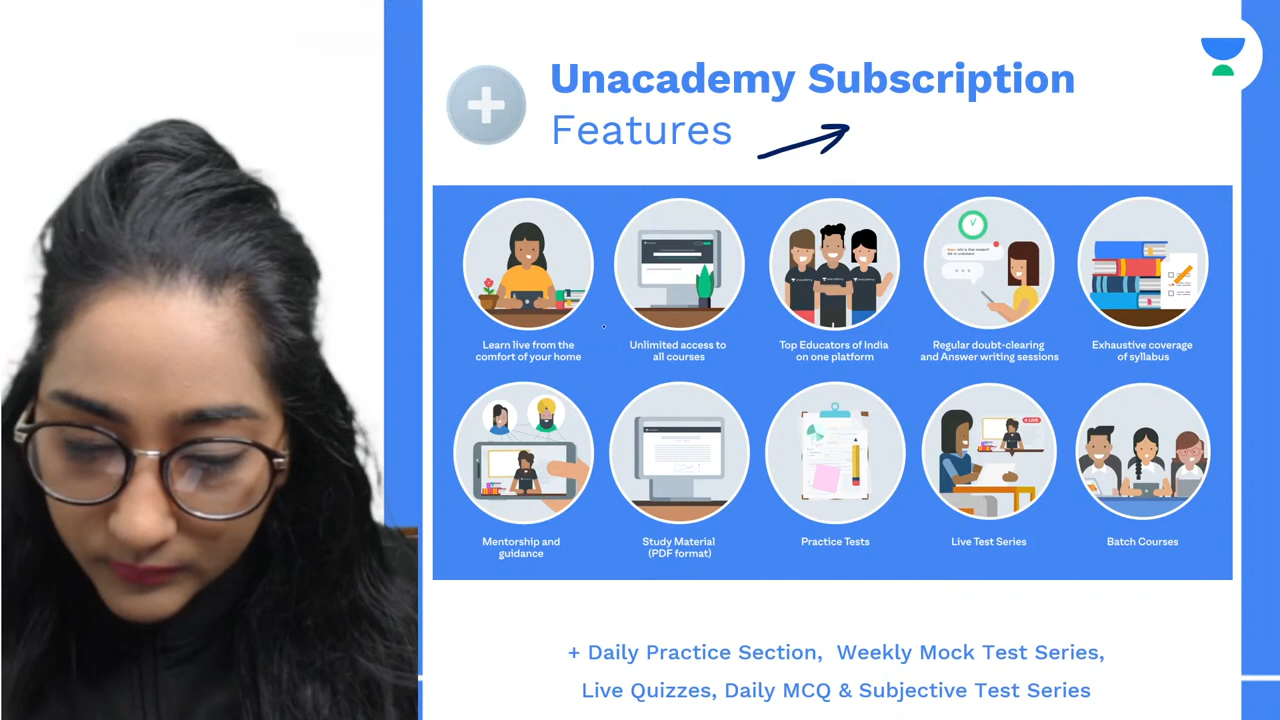 Unacademy Subscription
Features
Learn live from the
comfort of your home
Unlimited access to
all courses
Top Educators of India
on one platform
Regular doubt-clearing
and Answer writing sessions
Exhaustive coverage
of syllabus
Mentorship and
guidance
Study Material
(PDF format)
Practice Tests
LIVE
Live Test Series
Batch Courses
+ Daily Practice Section, Weekly Mock Test Series,
Live Quizzes, Daily MCQ & Subjective Test Series